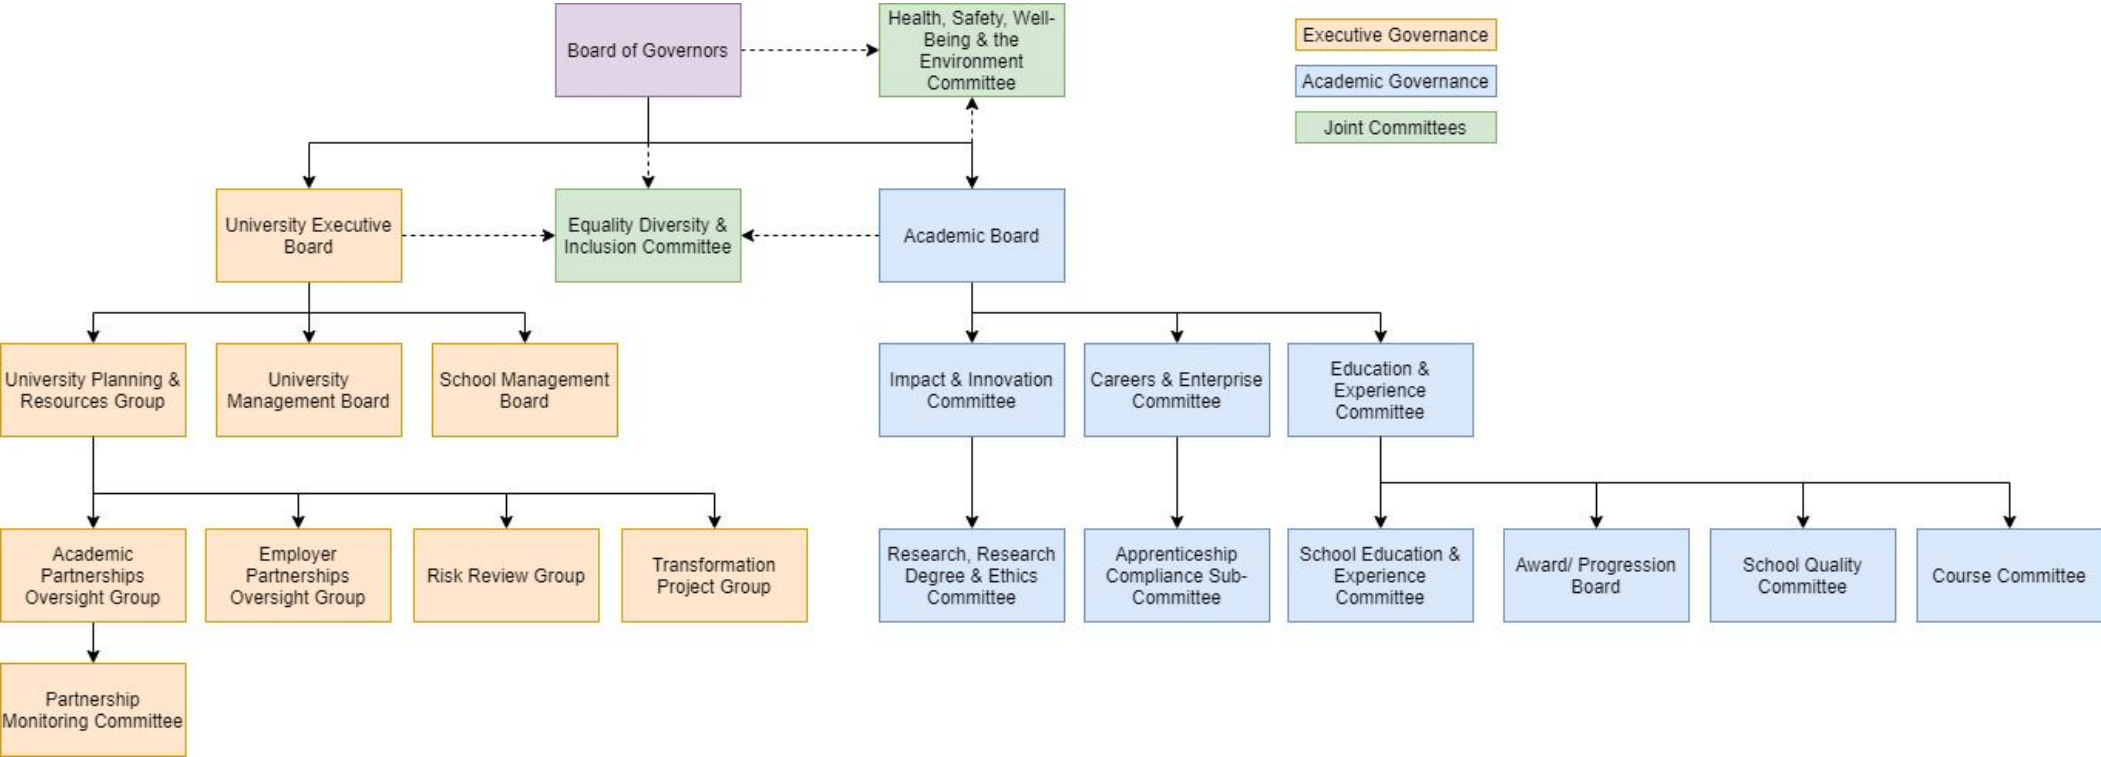 Board of Governors
Health, Safety, Well-
Being & the
Environment
Committee
Executive Governance
Academic Governance
Joint Committees
University Executive
Board
Equality Diversity &
Inclusion Committee
Academic Board
University Planning &
Resources Group
University
Management Board
School Management
Board
Impact & Innovation
Committee
Careers & Enterprise
Committee
Education &
Experience
Committee
Academic
Partnerships
Oversight Group
Employer
Partnerships
Oversight Group
Risk Review Group
Transformation
Project Group
Research, Research
Degree & Ethics
Committee
Apprenticeship
Compliance Sub-
Committee
School Education &
Experience
Committee
Award/ Progression
Board
School Quality
Committee
Course Committee
Partnership
Monitoring Committee